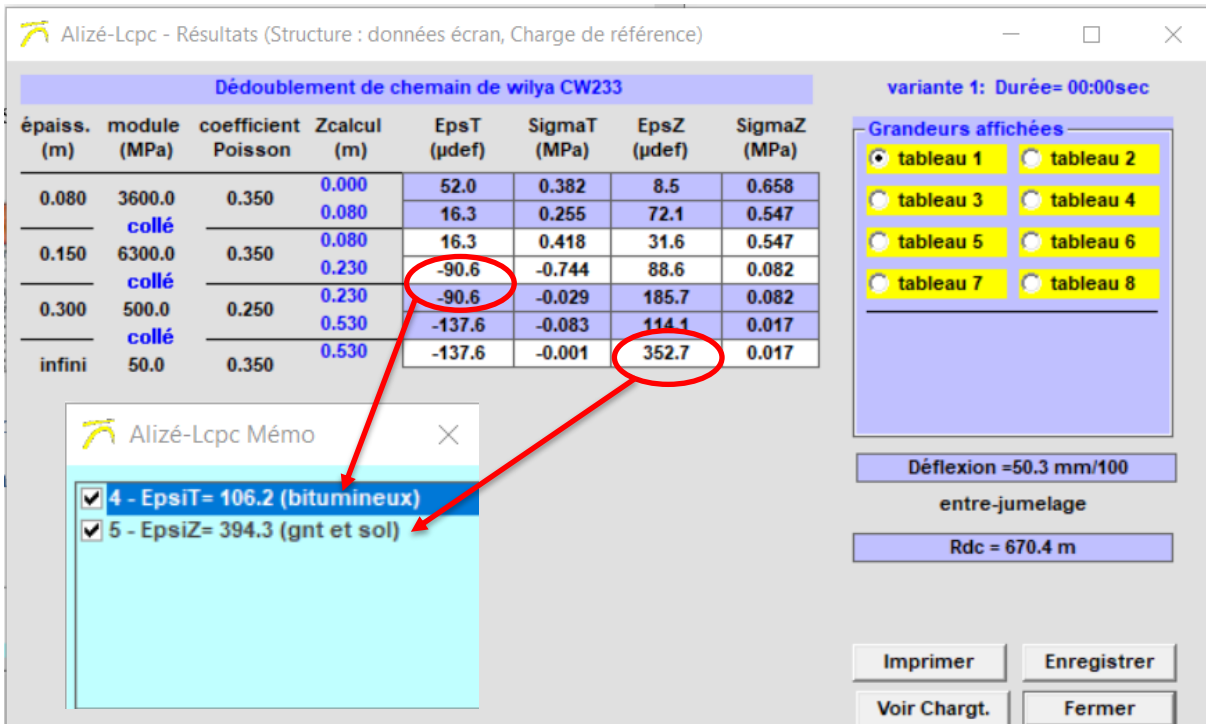 Alizé-Lcpc - Résultats (Structure : données écran, Charge de référence)
Dédoublement de chemain de wilya CW233
variante 1: Durée= 00:00sec
épaiss. module coefficient Zcalcul EpsT SigmaT EpsZ SigmaZ
(m) (MPa) Poisson (m) (µdef) (MPa) (µdef) (MPa)
0.000 52.0 0.382 8.5 0.658
0.080 3600.0 0.350
0.080 16.3 0.255 72.1 0.547
collé
0.080 16.3 0.418 31.6 0.547
0.150 6300.0 0.350
0.230 -90.6 -0.744 88.6 0.082
collé
0.230 -90.6 -0.029 185.7 0.082
0.300 500.0 0.250
0.530 -137.6 -0.083 114.1 0.017
collé
0.530 -137.6 -0.001 352.7 0.017
infini 50.0 0.350
Grandeurs affichées
tableau 1 tableau 2
tableau 3 tableau 4
tableau 5 tableau 6
tableau 7 tableau 8
Déflexion =50.3 mm/100
entre-jumelage
Rdc = 670.4 m
Alizé-Lcpc Mémo
4 - EpsiT= 106.2 (bitumineux)
5 - EpsiZ= 394.3 (gnt et sol)
Imprimer Enregistrer
Voir Chargt. Fermer